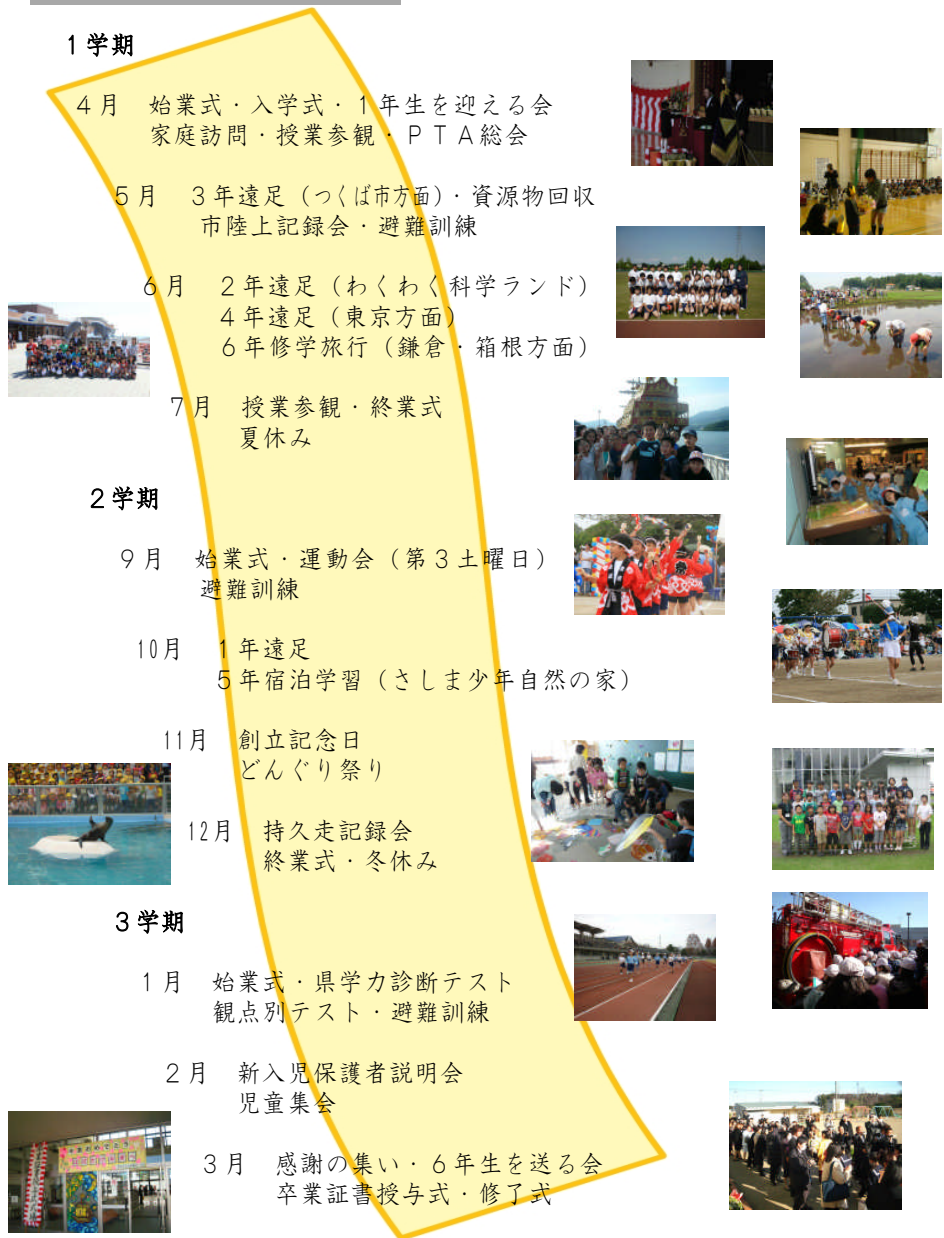 1学期
4月 始業式・入学式・1年生を迎える会
家庭訪問・授業参観・PTA総会
5月 3年遠足(つくば市方面)・資源物回収
市陸上記録会・避難訓練
6月 2年遠足(わくわく科学ランド)
4年遠足(東京方面)
6年修学旅行(鎌倉・箱根方面)
7月 授業参観・終業式
夏休み
2学期
9月 始業式・運動会(第3土曜日)
避難訓練
10月 1年遠足
5年宿泊学習(さしま少年自然の家)
11月 創立記念日
どんぐり祭り
12月 持久走記録会
終業式・冬休み
3学期
1月 始業式・県学力診断テスト
観点別テスト・避難訓練
2月 新入児保護者説明会
児童集会
3月 感謝の集い・6年生を送る会
卒業証書授与式・修了式